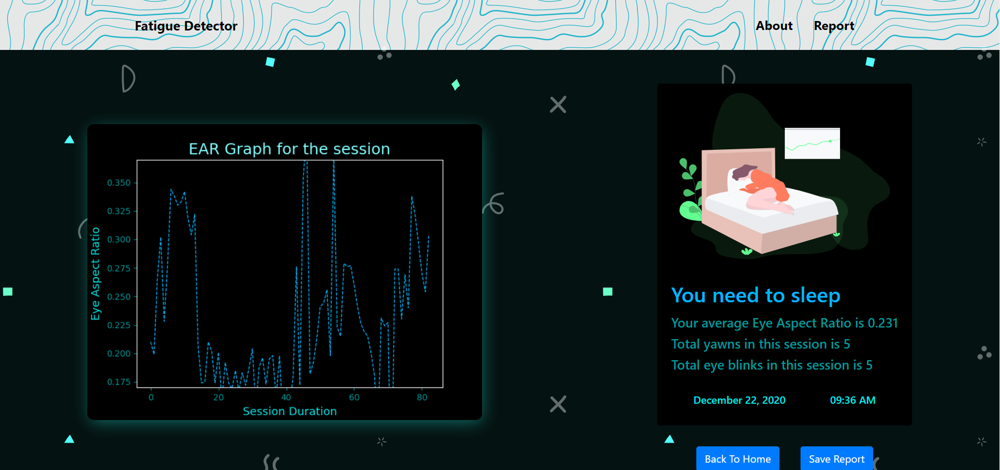 Fatigue Detector
About
Report
EAR Graph for the session
0.350
0.325
0.300
0.275
0.250
0.225
0.200
0.175
Eye Aspect Ratio
0 20 40 60 80
Session Duration
You need to sleep
Your average Eye Aspect Ratio is 0.231
Total yawns in this session is 5
Total eye blinks in this session is 5
December 22, 2020 09:36 AM
Back To Home
Save Report